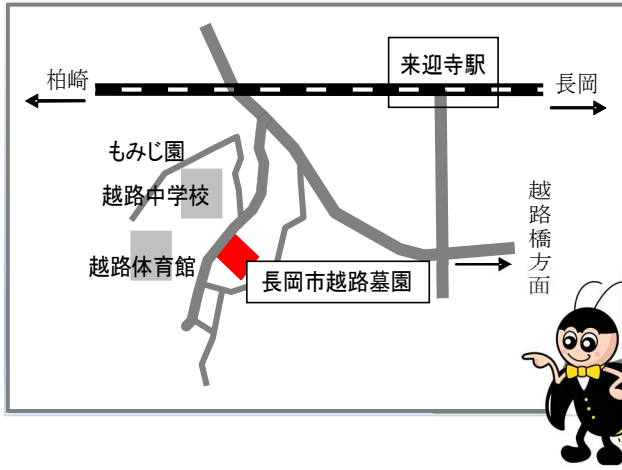 来迎寺駅
柏崎
長岡
もみじ園
越路中学校
越路橋方面
越路体育館
長岡市越路墓園